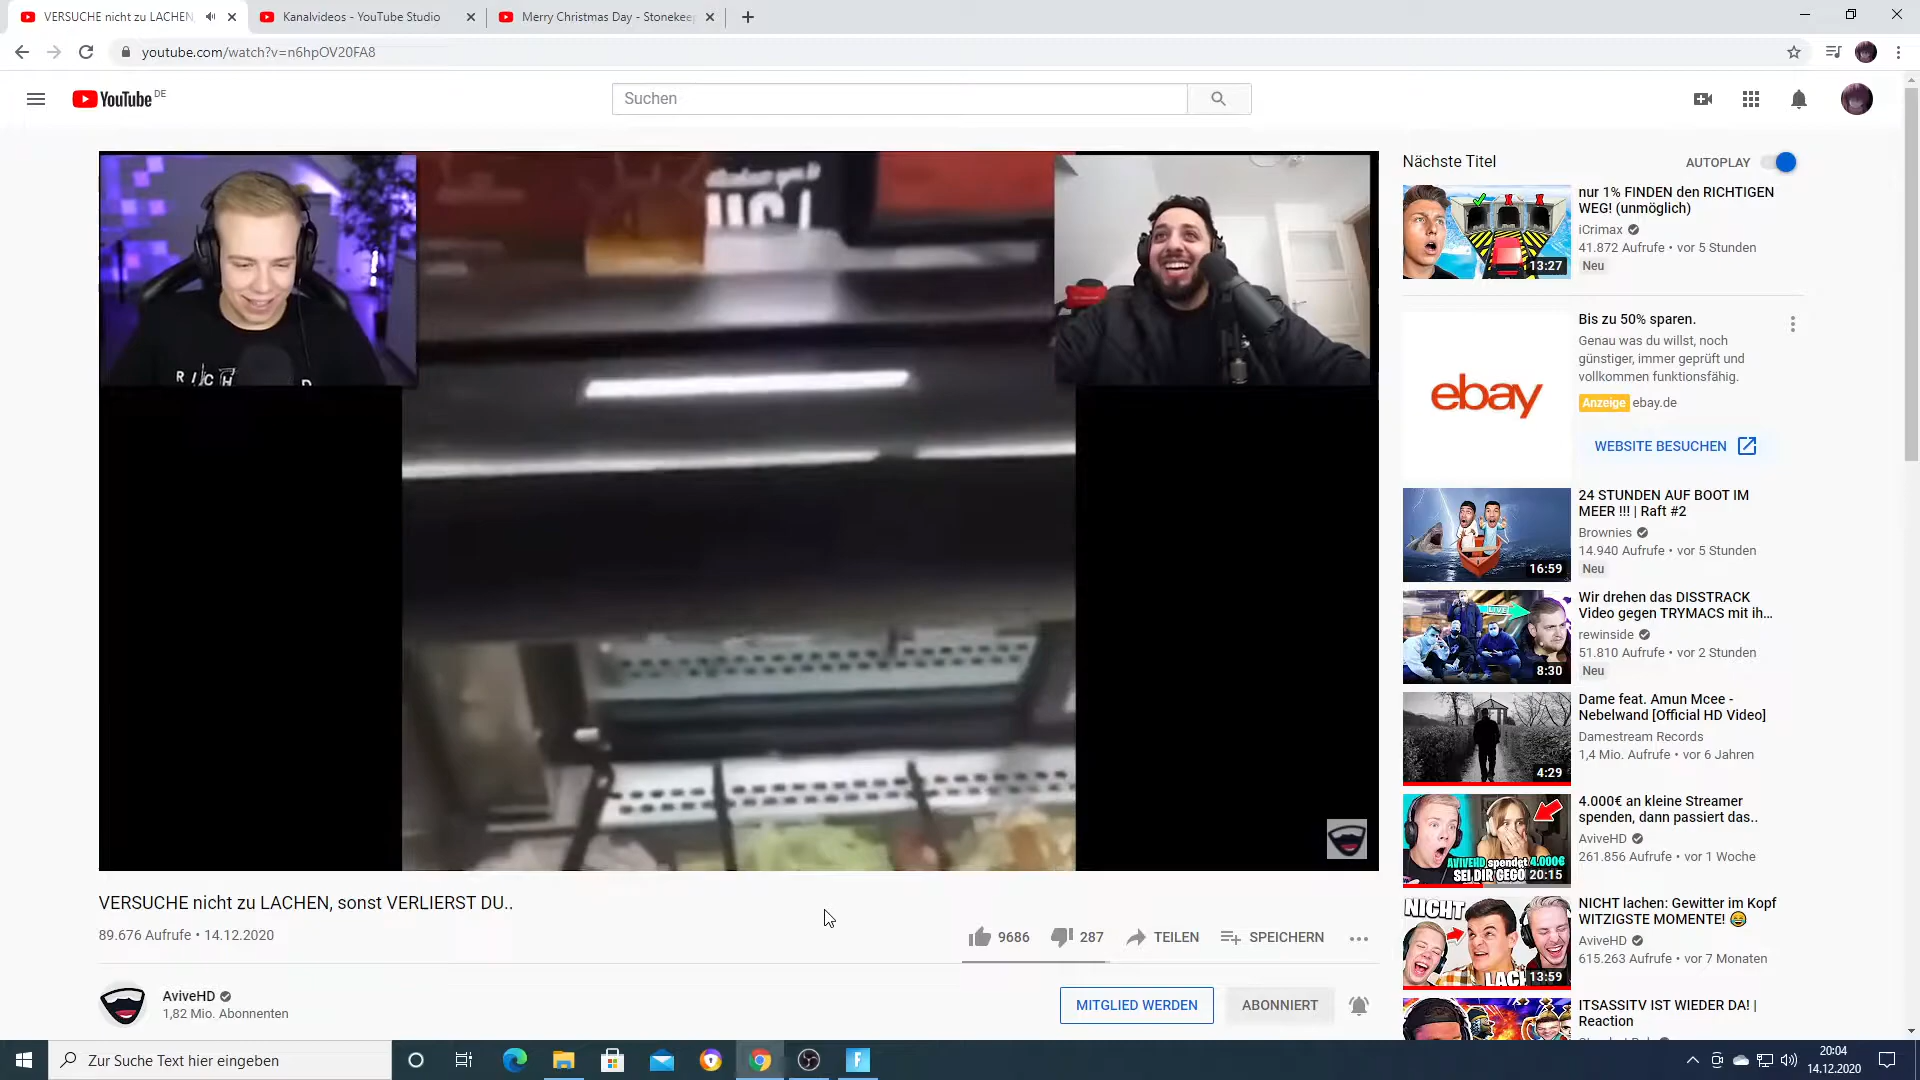 VERSUCHE nicht zu LACHEN,
Kanalvideos - YouTube Studio
Merry Christmas Day - Stonekee
youtube.com/watch?v=n6hpOV20FA8
YouTube DE
Suchen
Nächste Titel
AUTOPLAY
nur 1% FINDEN den RICHTIGEN
WEG! (unmöglich)
iCrimax
41.872 Aufrufe • vor 5 Stunden
Neu
13:27
Bis zu 50% sparen.
Genau was du willst, noch
günstiger, immer geprüft und
vollkommen funktionsfähig.
Anzeige ebay.de
ebay
WEBSITE BESUCHEN
24 STUNDEN AUF BOOT IM
MEER !!! | Raft #2
Brownies
14.940 Aufrufe • vor 5 Stunden
Neu
16:59
Wir drehen das DISSTRACK
Video gegen TRYMACS mit ih...
rewinside
51.810 Aufrufe • vor 2 Stunden
Neu
LIVE
8:30
Dame feat. Amun Mcee -
Nebelwand [Official HD Video]
Damestream Records
1,4 Mio. Aufrufe • vor 6 Jahren
4:29
4.000€ an kleine Streamer
spenden, dann passiert das..
AviveHD
261.856 Aufrufe • vor 1 Woche
AVIVEHD spendet 4.000€
SEI DIR GEGÖ
20:15
NICHT lachen: Gewitter im Kopf
WITZIGSTE MOMENTE! 😂
AviveHD
615.263 Aufrufe • vor 7 Monaten
NICHT
LACH
13:59
ITSASSITV IST WIEDER DA! |
Reaction
VERSUCHE nicht zu LACHEN, sonst VERLIERST DU..
89.676 Aufrufe • 14.12.2020
9686
287
TEILEN
SPEICHERN
AviveHD
1,82 Mio. Abonnenten
MITGLIED WERDEN
ABONNIERT
Zur Suche Text hier eingeben
20:04
14.12.2020